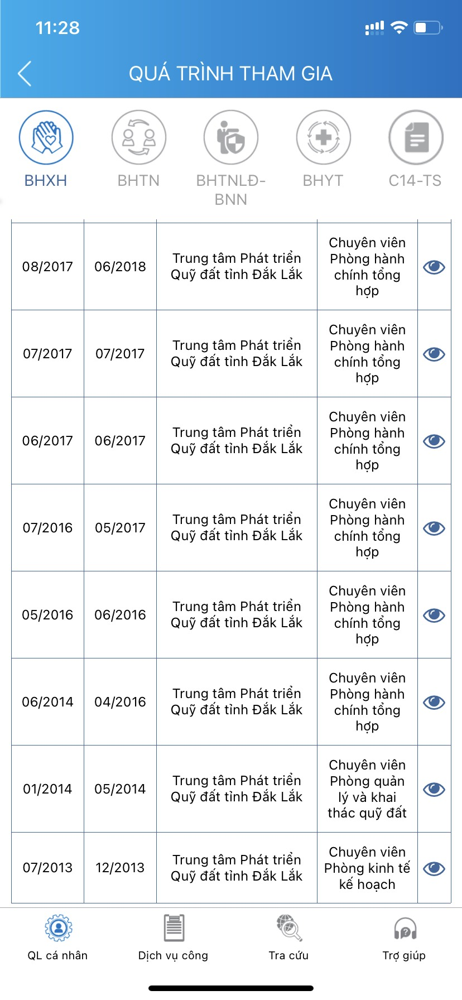 11:28
QUÁ TRÌNH THAM GIA
BHXH
BHTN
BHTNLĐ-
BNN
BHYT
C14-TS
08/2017
06/2018
Trung tâm Phát triển
Quỹ đất tỉnh Đắk Lắk
Chuyên viên
Phòng hành
chính tổng
hợp
07/2017
07/2017
Trung tâm Phát triển
Quỹ đất tỉnh Đắk Lắk
Chuyên viên
Phòng hành
chính tổng
hợp
06/2017
06/2017
Trung tâm Phát triển
Quỹ đất tỉnh Đắk Lắk
Chuyên viên
Phòng hành
chính tổng
hợp
07/2016
05/2017
Trung tâm Phát triển
Quỹ đất tỉnh Đắk Lắk
Chuyên viên
Phòng hành
chính tổng
hợp
05/2016
06/2016
Trung tâm Phát triển
Quỹ đất tỉnh Đắk Lắk
Chuyên viên
Phòng hành
chính tổng
hợp
06/2014
04/2016
Trung tâm Phát triển
Quỹ đất tỉnh Đắk Lắk
Chuyên viên
Phòng hành
chính tổng
hợp
01/2014
05/2014
Trung tâm Phát triển
Quỹ đất tỉnh Đắk Lắk
Chuyên viên
Phòng quản
lý và khai
thác quỹ đất
07/2013
12/2013
Trung tâm Phát triển
Quỹ đất tỉnh Đắk Lắk
Chuyên viên
Phòng kinh tế
kế hoạch
QL cá nhân
Dịch vụ công
Tra cứu
Trợ giúp